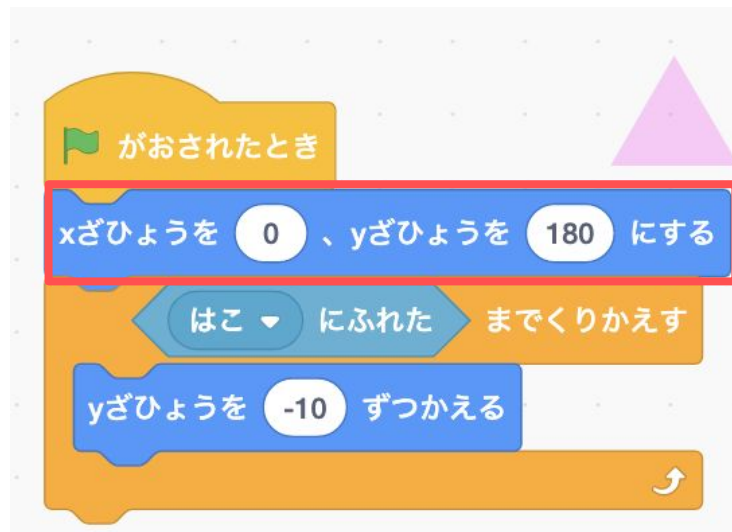 がおされたとき
xざひょうを 0 、yざひょうを 180 にする
はこ にふれた までくりかえす
yざひょうを -10 ずつかえる